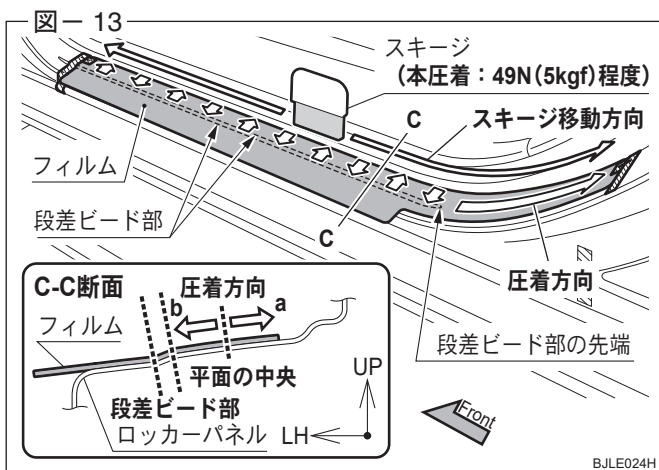 図－13
スキージ
(本圧着：49N(5kgf)程度)
C
スキージ移動方向
フィルム
段差ビード部
C
圧着方向
C-C断面
圧着方向
b
a
フィルム
平面の中央
段差ビード部の先端
UP
段差ビード部
ロッカーパネル
LH
Front
BJLE024H